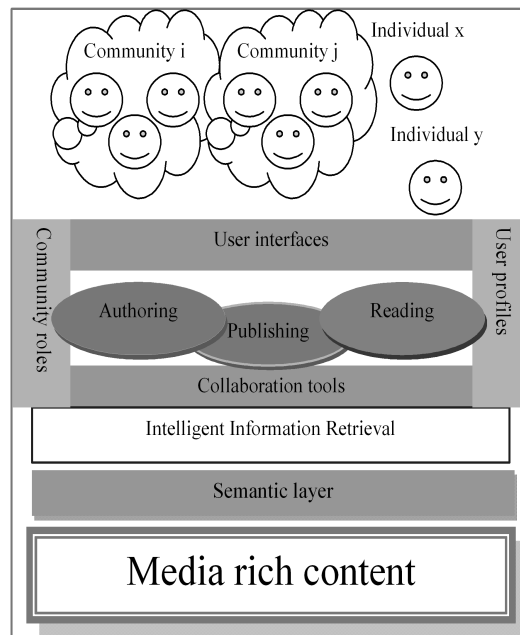 Individual x
Community i
Community j
Individual y
Community roles
User interfaces
User profiles
Authoring
Publishing
Reading
Collaboration tools
Intelligent Information Retrieval
Semantic layer
Media rich content